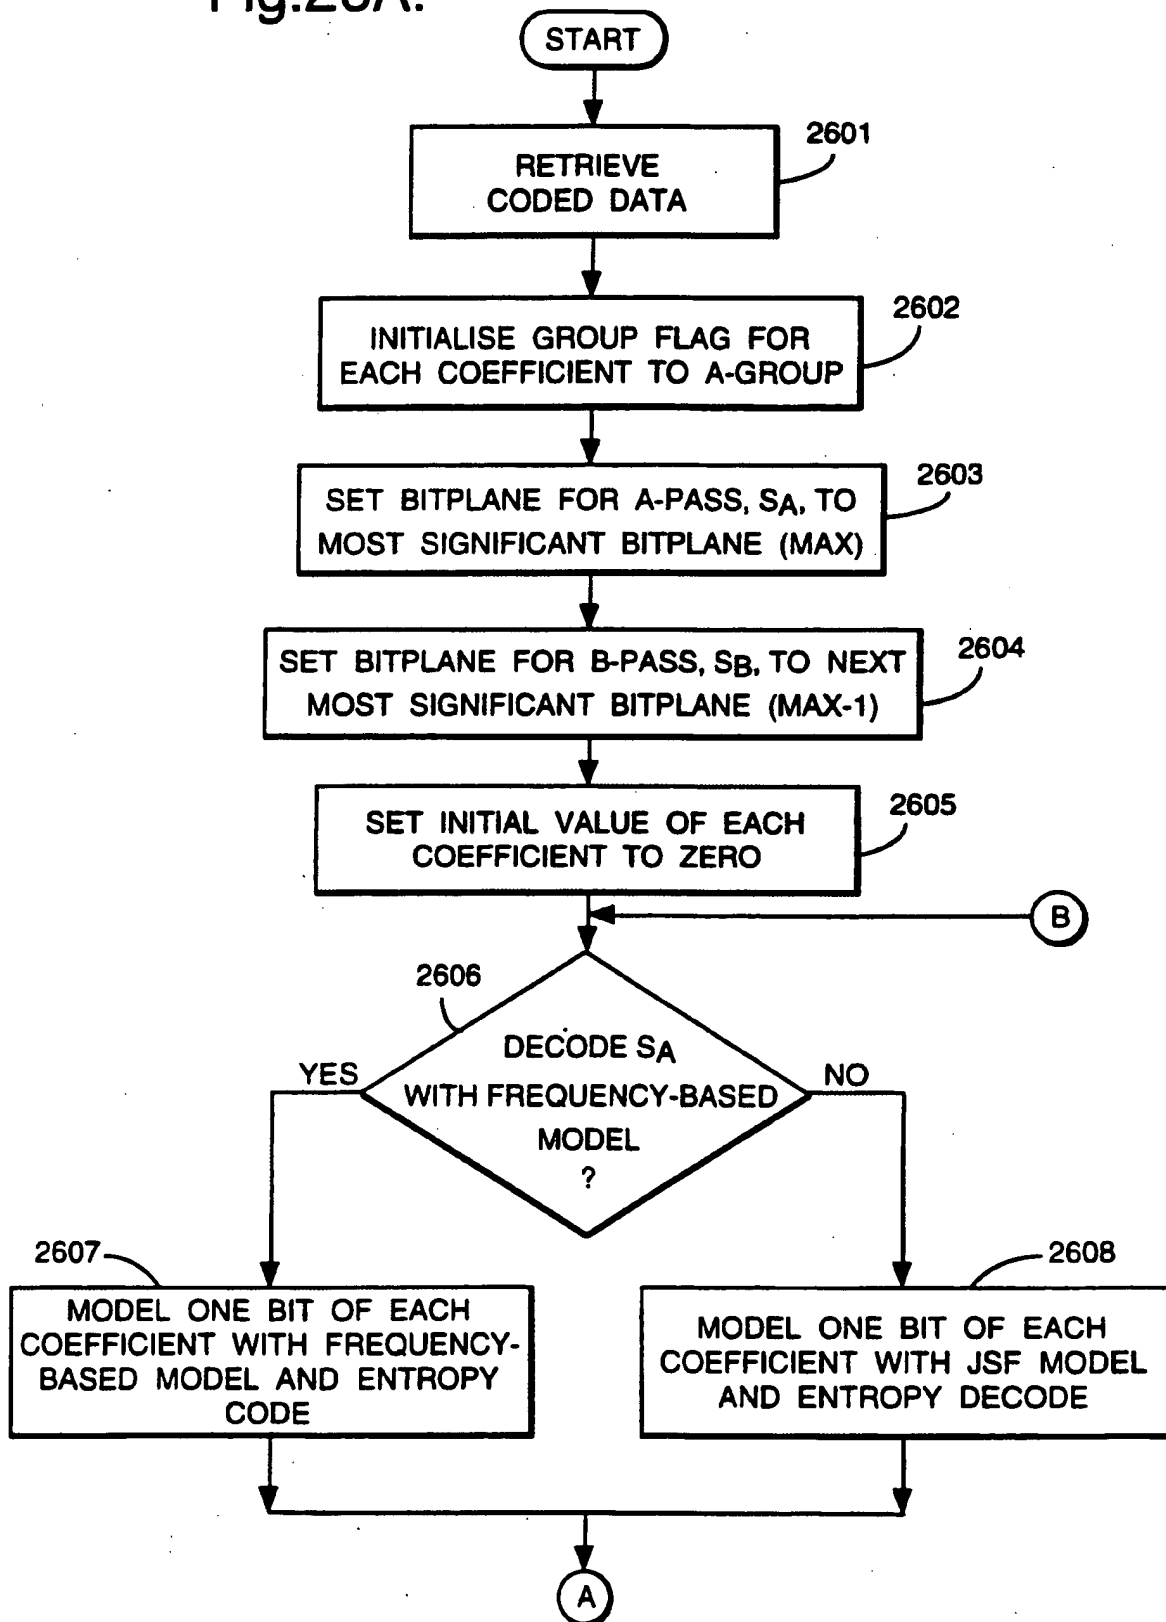 START
2601
RETRIEVE
CODED DATA
2602
INITIALISE GROUP FLAG FOR
EACH COEFFICIENT TO A-GROUP
2603
SET BITPLANE FOR A-PASS, SA, TO
MOST SIGNIFICANT BITPLANE (MAX)
2604
SET BITPLANE FOR B-PASS, SB, TO NEXT
MOST SIGNIFICANT BITPLANE (MAX-1)
2605
SET INITIAL VALUE OF EACH
COEFFICIENT TO ZERO
B
2606
DECODE SA
WITH FREQUENCY-BASED
MODEL
?
YES
NO
2607
MODEL ONE BIT OF EACH
COEFFICIENT WITH FREQUENCY-
BASED MODEL AND ENTROPY
CODE
2608
MODEL ONE BIT OF EACH
COEFFICIENT WITH JSF MODEL
AND ENTROPY DECODE
A